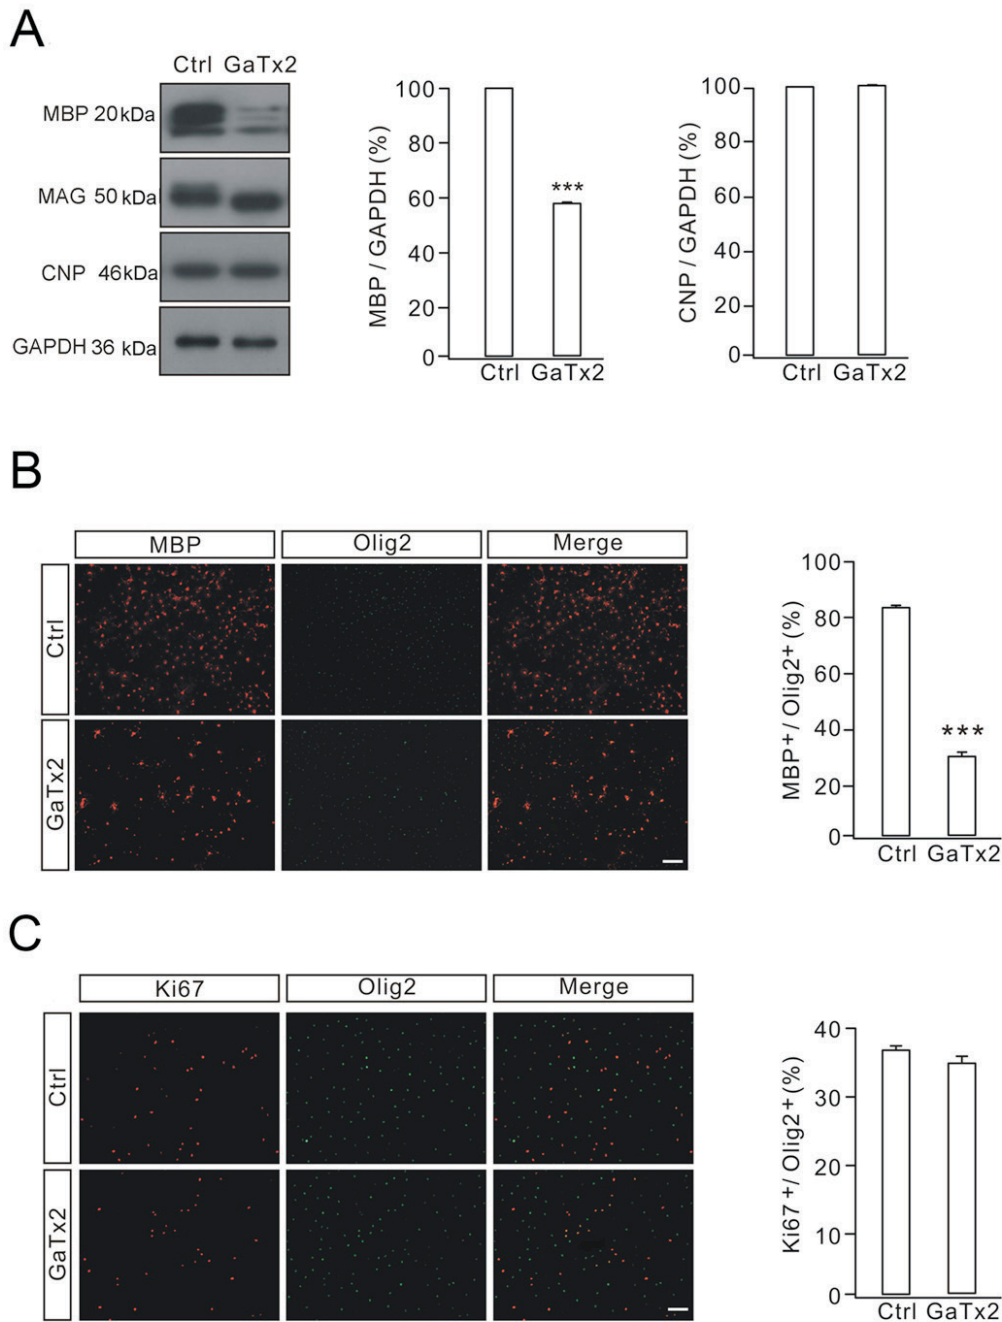 A
Ctrl GaTx2
MBP 20kDa
MAG 50 kDa
CNP 46kDa
GAPDH 36 kDa
MBP / GAPDH (%)
100
80
60
40
20
0
***
Ctrl GaTx2
CNP / GAPDH (%)
100
80
60
40
20
0
Ctrl GaTx2
B
MBP Olig2 Merge
Ctrl
GaTx2
MBP+/ Olig2+ (%)
100
80
60
40
20
0
***
Ctrl GaTx2
C
Ki67 Olig2 Merge
Ctrl
GaTx2
Ki67+/ Olig2+ (%)
40
30
20
10
0
Ctrl GaTx2